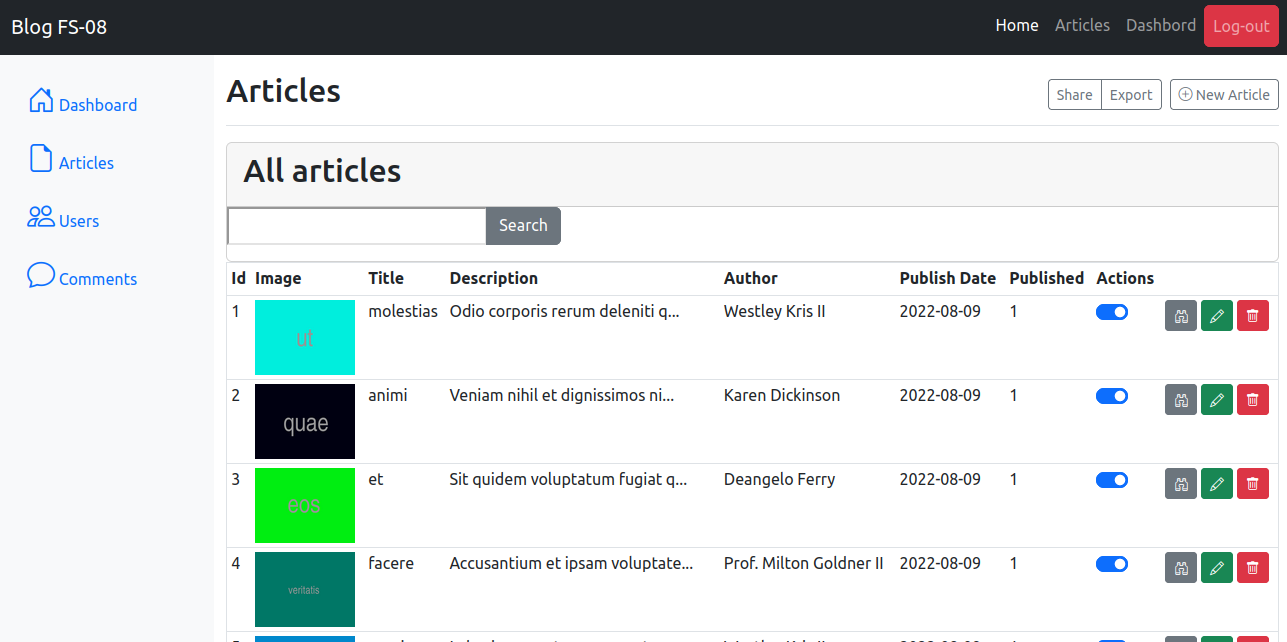 Blog FS-08 Home Articles Dashbord Log-out
Dashboard
Articles
Users
Comments
Articles Share Export New Article
All articles
Search
Id Image Title Description Author Publish Date Published Actions
1 ut molestias Odio corporis rerum deleniti q... Westley Kris II 2022-08-09 1
2 quae animi Veniam nihil et dignissimos ni... Karen Dickinson 2022-08-09 1
3 eos et Sit quidem voluptatum fugiat q... Deangelo Ferry 2022-08-09 1
4 veritatis facere Accusantium et ipsam voluptate... Prof. Milton Goldner II 2022-08-09 1